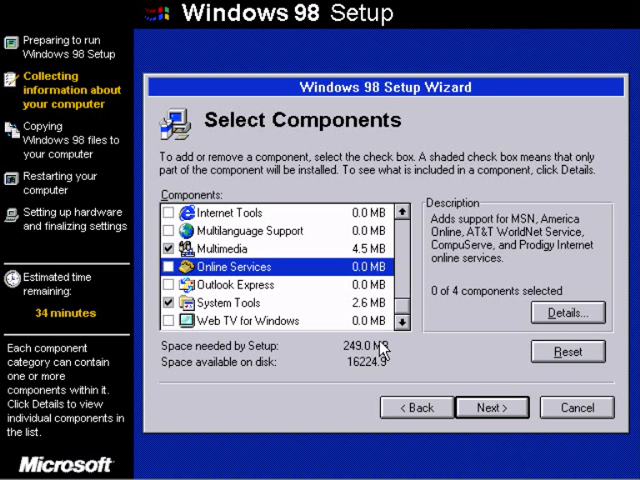 Windows 98 Setup
Preparing to run
Windows 98 Setup
Collecting
information about
your computer
Copying
Windows 98 files to
your computer
Restarting your
computer
Setting up hardware
and finalizing settings
Estimated time
remaining:
34 minutes
Each component
category can contain
one or more
components within it.
Click Details to view
individual components in
the list.
Microsoft
Windows 98 Setup Wizard
Select Components
To add or remove a component, select the check box. A shaded check box means that only
part of the component will be installed. To see what is included in a component, click Details.
Components:
Internet Tools 0.0 MB
Multilanguage Support 0.0 MB
Multimedia 4.5 MB
Online Services 0.0 MB
Outlook Express 0.0 MB
System Tools 2.6 MB
Web TV for Windows 0.0 MB
Description
Adds support for MSN, America
Online, AT&T WorldNet Service,
CompuServe, and Prodigy Internet
online services.
0 of 4 components selected
Details...
Space needed by Setup: 249.0 MB
Space available on disk: 16224.9
Reset
< Back
Next >
Cancel